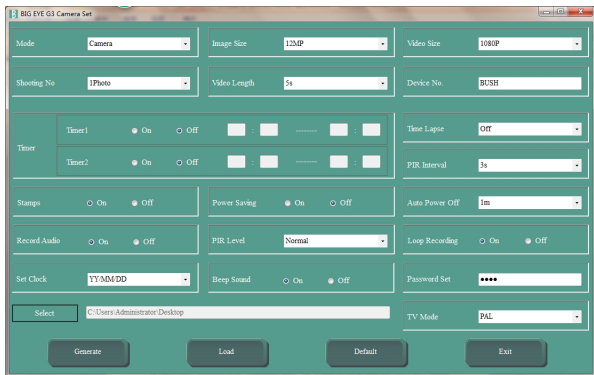 BIG EYE G3 Camera Set
Mode Camera Image Size 12MP Video Size 1080P
Shooting No 1Photo Video Length 5s Device No. BUSH
Timer
Timer1 On Off : -------- :
Timer2 On Off : -------- :
Time Lapse Off
PIR Interval 3s
Stamps On Off Power Saving On Off Auto Power Off 1m
Record Audio On Off PIR Level Normal Loop Recording On Off
Set Clock YY/MM/DD Beep Sound On Off Password Set ●●●●
Select C:\Users\Administrator\Desktop
TV Mode PAL
Generate Load Default Exit